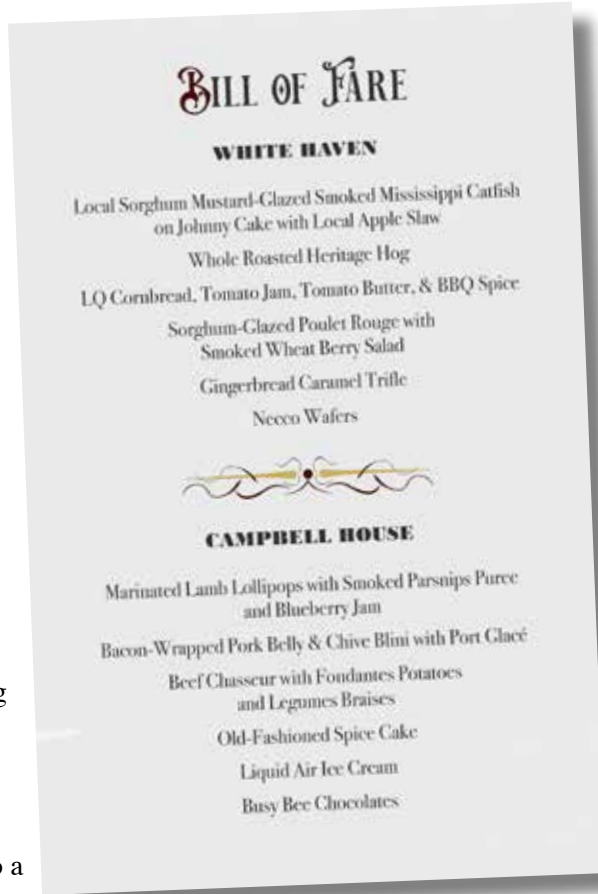 BILL OF FARE
WHITE HAVEN
Local Sorghum Mustard-Glazed Smoked Mississippi Catfish
on Johnny Cake with Local Apple Slaw
Whole Roasted Heritage Hog
LQ Cornbread, Tomato Jam, Tomato Butter, & BBQ Spice
Sorghum-Glazed Poulet Rouge with
Smoked Wheat Berry Salad
Gingerbread Caramel Trifle
Necco Wafers
CAMPBELL HOUSE
Marinated Lamb Lollipops with Smoked Parsnips Puree
and Blueberry Jam
Bacon-Wrapped Pork Belly & Chive Blini with Port Glacé
Beef Chasseur with Fondantes Potatoes
and Legumes Braises
Old-Fashioned Spice Cake
g
Liquid Air Ice Cream
Busy Bee Chocolates
a